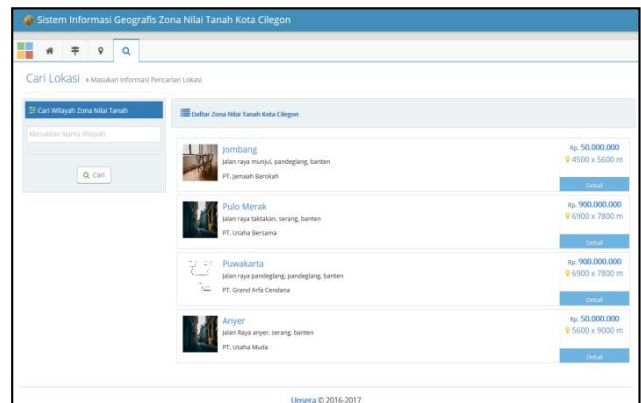 Sistem Informasi Geografis Zona Nilai Tanah Kota Cilegon
Cari Lokasi » Masukan Informasi Pencarian Lokasi
Cari Wilayah Zona Nilai Tanah
Masukkan Nama Wilayah
Cari
Daftar Zona Nilai Tanah Kota Cilegon
Jombang
Jalan raya munjul, pandeglang, banten
PT. Jamaah Barokah
Rp. 50.000.000
4500 x 5600 m
Detail
Pulo Merak
Jalan raya taktakan, serang, banten
PT. Usaha Bersama
Rp. 900.000.000
6900 x 7800 m
Detail
Puwakarta
Jalan raya pandeglang, pandeglang, banten
PT. Grand Arfa Cendana
Rp. 900.000.000
6900 x 7800 m
Detail
Anyer
Jalan Raya anyer, serang, banten
PT. Usaha Muda
Rp. 50.000.000
5600 x 9000 m
Detail
Unsera © 2016-2017